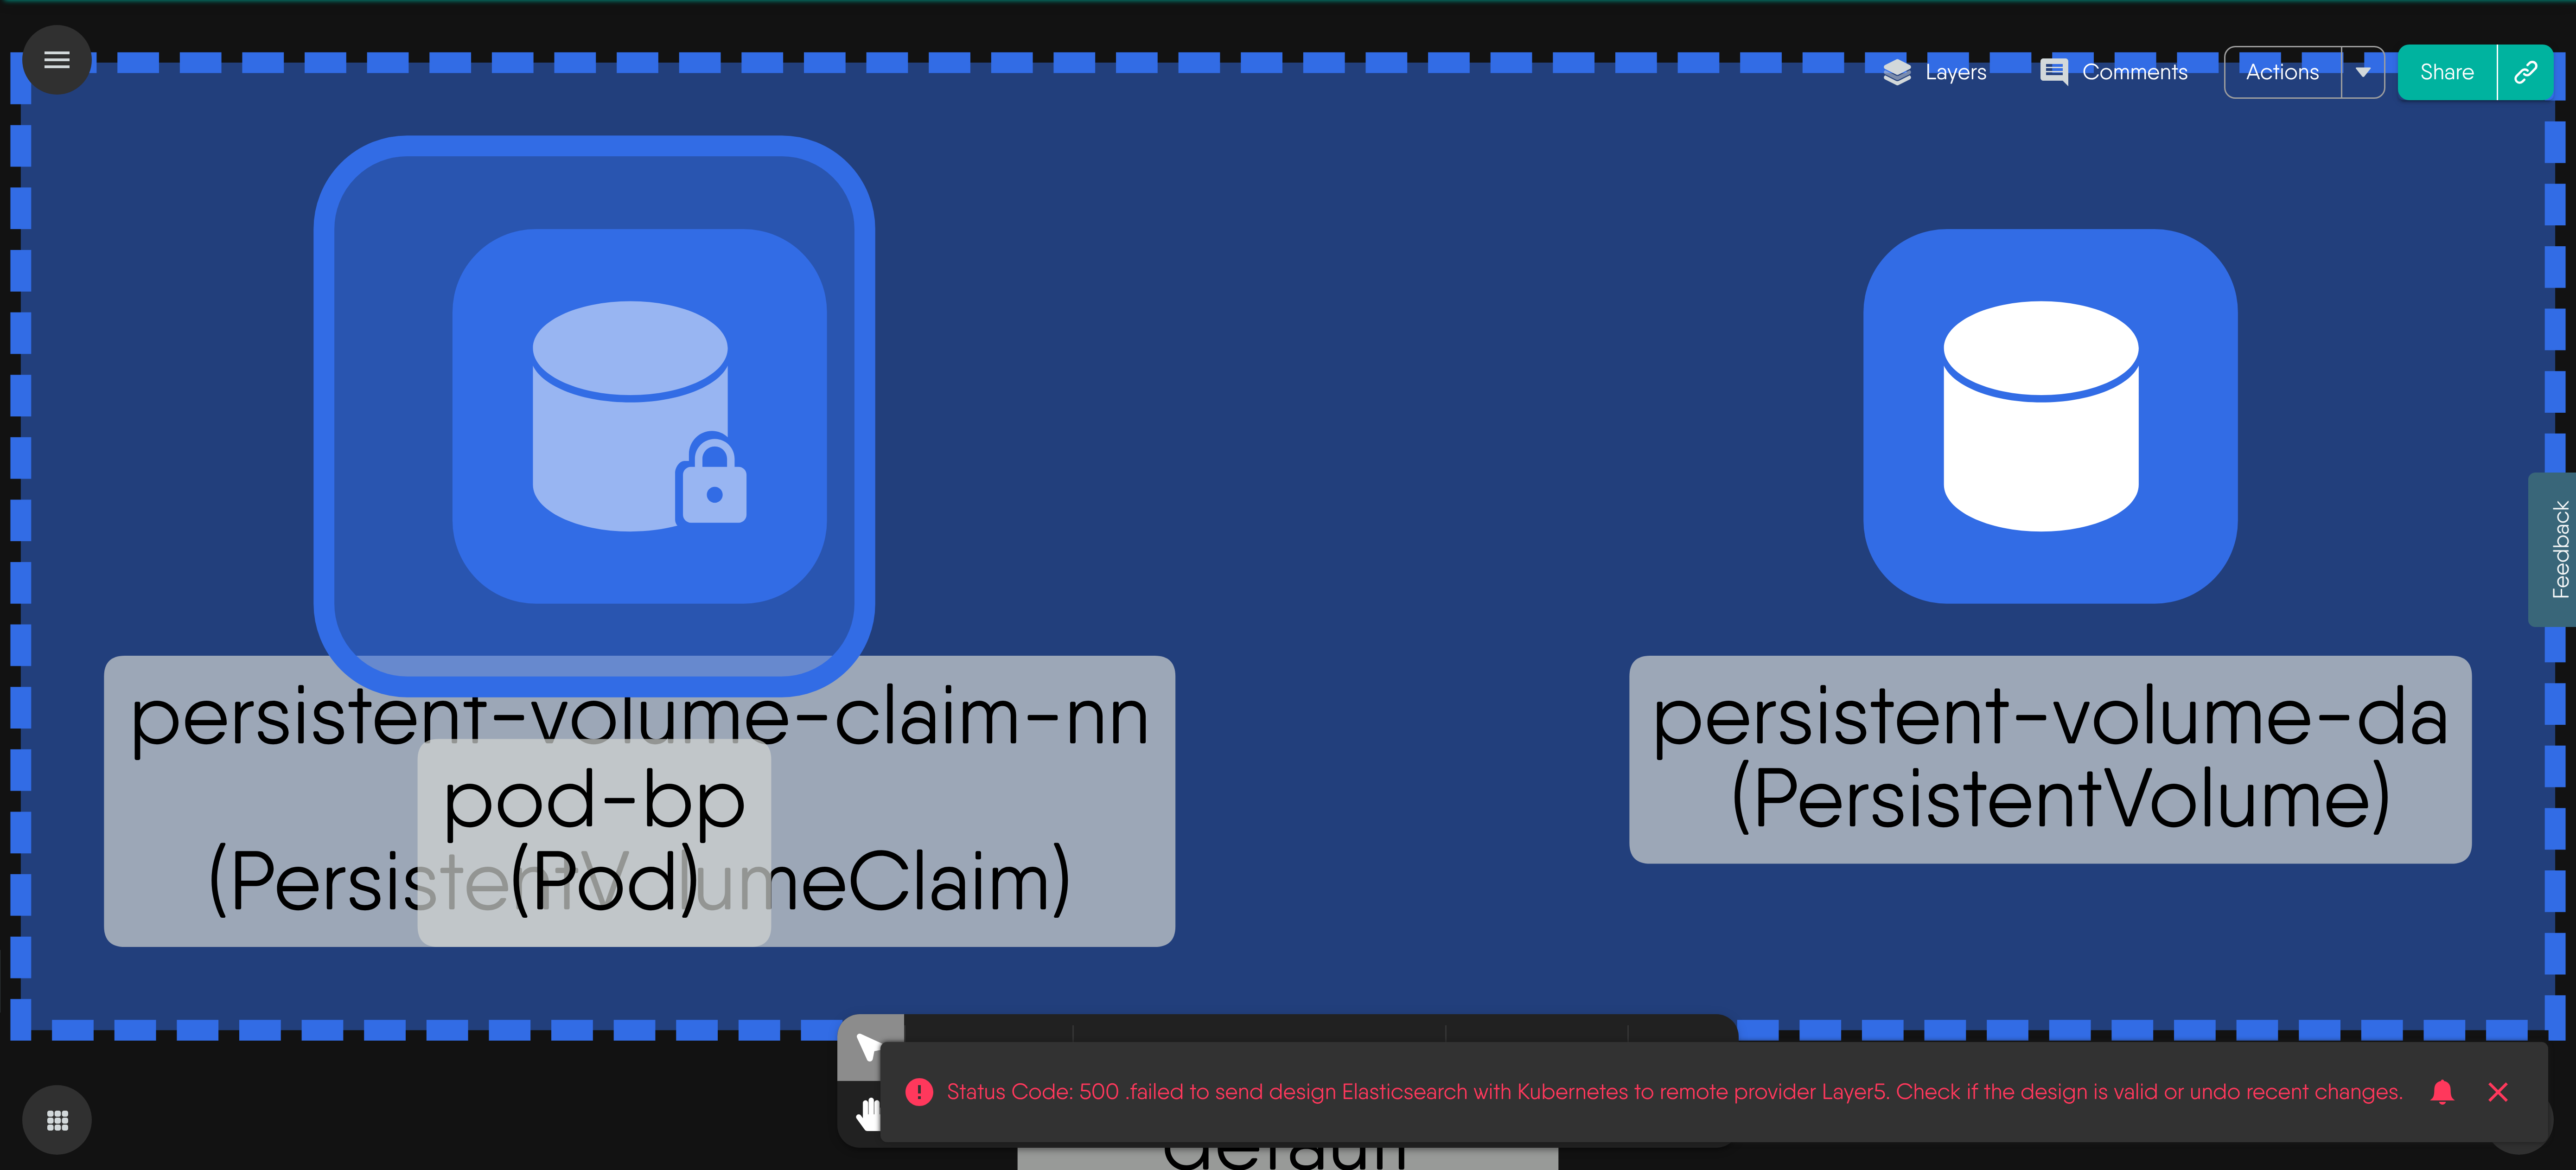 Layers
Comments
Actions
Share
Feedback
persistent-volume-claim-nn
(PersistentVolumeClaim)
pod-bp
(Pod)
persistent-volume-da
(PersistentVolume)
Status Code: 500 .failed to send design Elasticsearch with Kubernetes to remote provider Layer5. Check if the design is valid or undo recent changes.
default